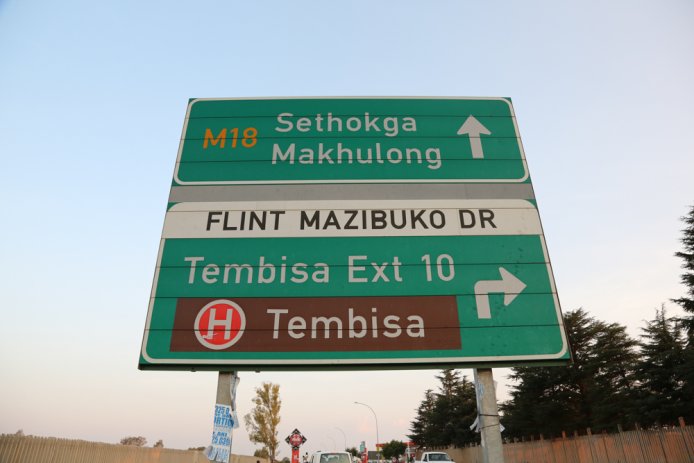 M18 Sethokga
Makhulong
FLINT MAZIBUKO DR
Tembisa Ext 10
H Tembisa